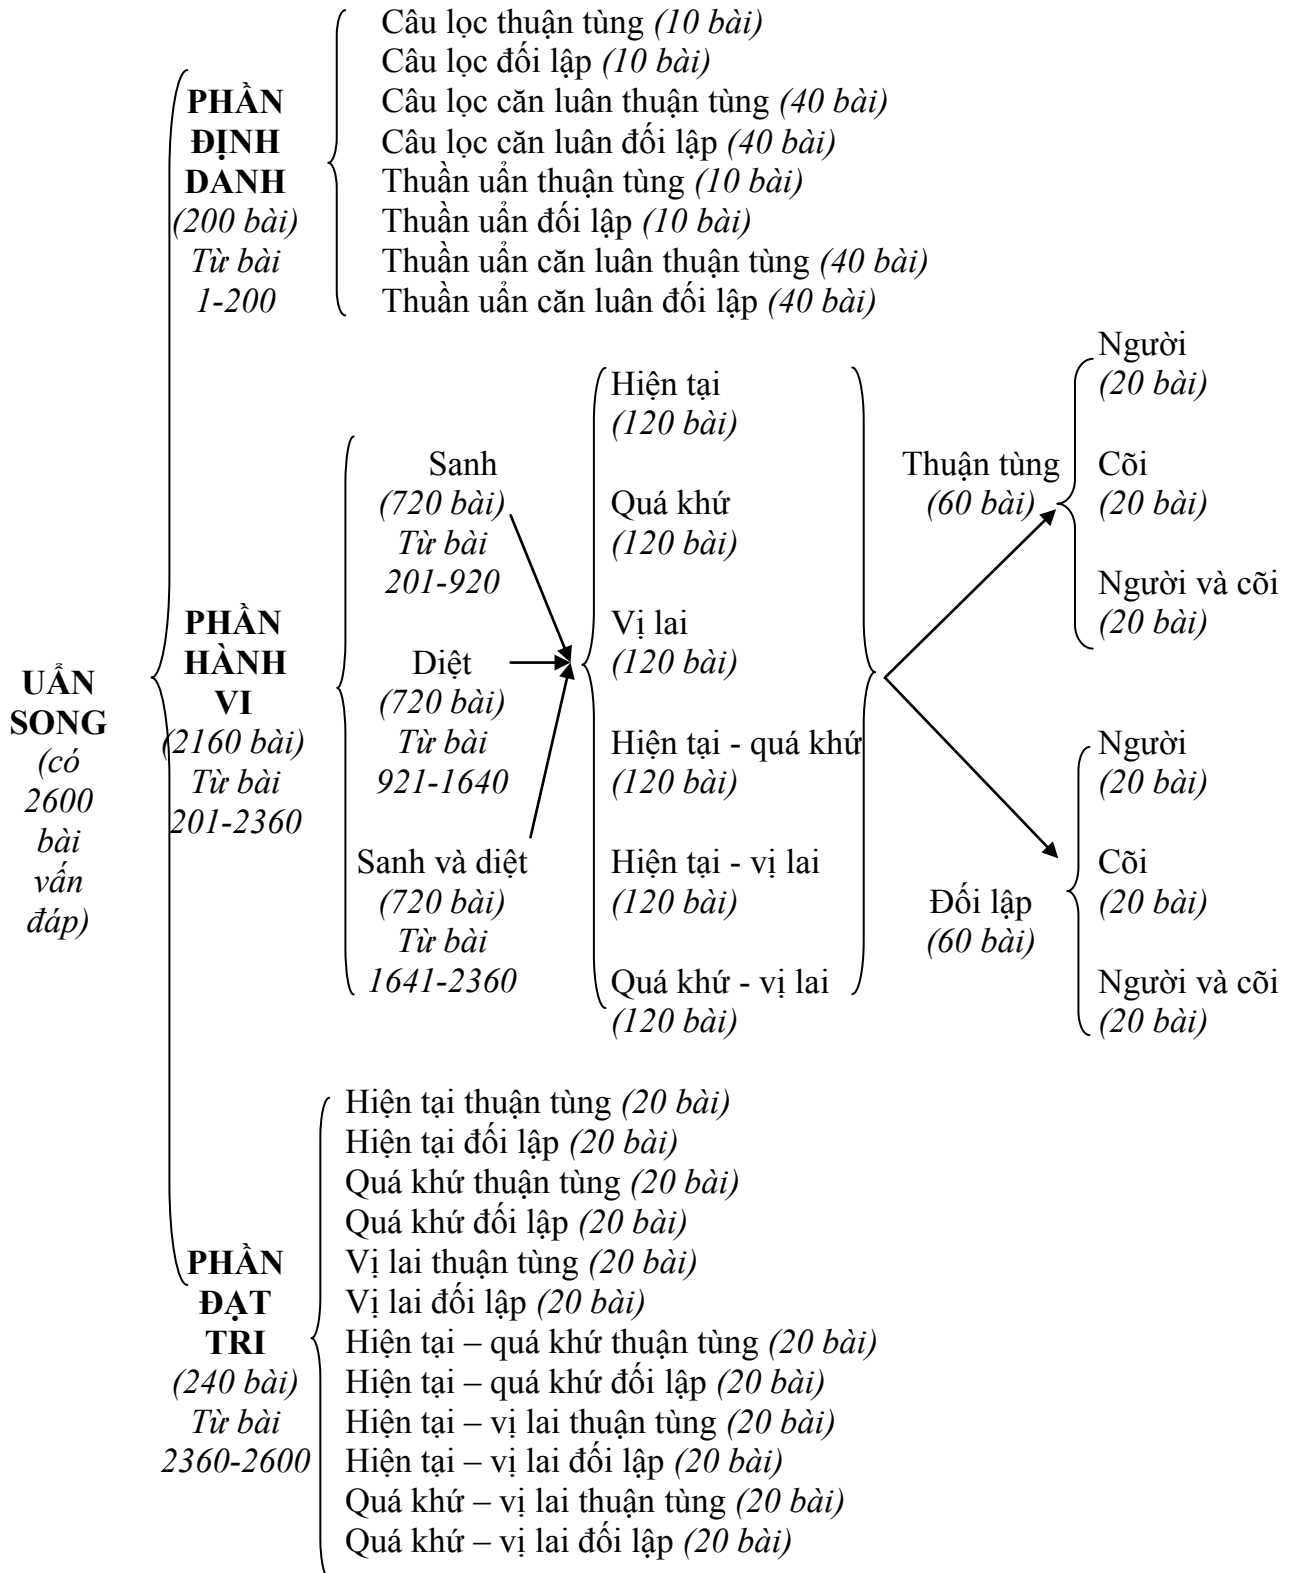 UẨN
SONG
(có
2600
bài
vấn
đáp)
PHẦN
ĐỊNH
DANH
(200 bài)
Từ bài
1-200
Câu lọc thuận tùng (10 bài)
Câu lọc đối lập (10 bài)
Câu lọc căn luân thuận tùng (40 bài)
Câu lọc căn luân đối lập (40 bài)
Thuần uẩn thuận tùng (10 bài)
Thuần uẩn đối lập (10 bài)
Thuần uẩn căn luân thuận tùng (40 bài)
Thuần uẩn căn luân đối lập (40 bài)
PHẦN
HÀNH
VI
(2160 bài)
Từ bài
201-2360
Sanh
(720 bài)
Từ bài
201-920
Diệt
(720 bài)
Từ bài
921-1640
Sanh và diệt
(720 bài)
Từ bài
1641-2360
Hiện tại
(120 bài)
Quá khứ
(120 bài)
Vị lai
(120 bài)
Hiện tại - quá khứ
(120 bài)
Hiện tại - vị lai
(120 bài)
Quá khứ - vị lai
(120 bài)
Thuận tùng
(60 bài)
Người
(20 bài)
Cõi
(20 bài)
Người và cõi
(20 bài)
Đối lập
(60 bài)
Người
(20 bài)
Cõi
(20 bài)
Người và cõi
(20 bài)
PHẦN
ĐẠT
TRI
(240 bài)
Từ bài
2360-2600
Hiện tại thuận tùng (20 bài)
Hiện tại đối lập (20 bài)
Quá khứ thuận tùng (20 bài)
Quá khứ đối lập (20 bài)
Vị lai thuận tùng (20 bài)
Vị lai đối lập (20 bài)
Hiện tại – quá khứ thuận tùng (20 bài)
Hiện tại – quá khứ đối lập (20 bài)
Hiện tại – vị lai thuận tùng (20 bài)
Hiện tại – vị lai đối lập (20 bài)
Quá khứ – vị lai thuận tùng (20 bài)
Quá khứ – vị lai đối lập (20 bài)